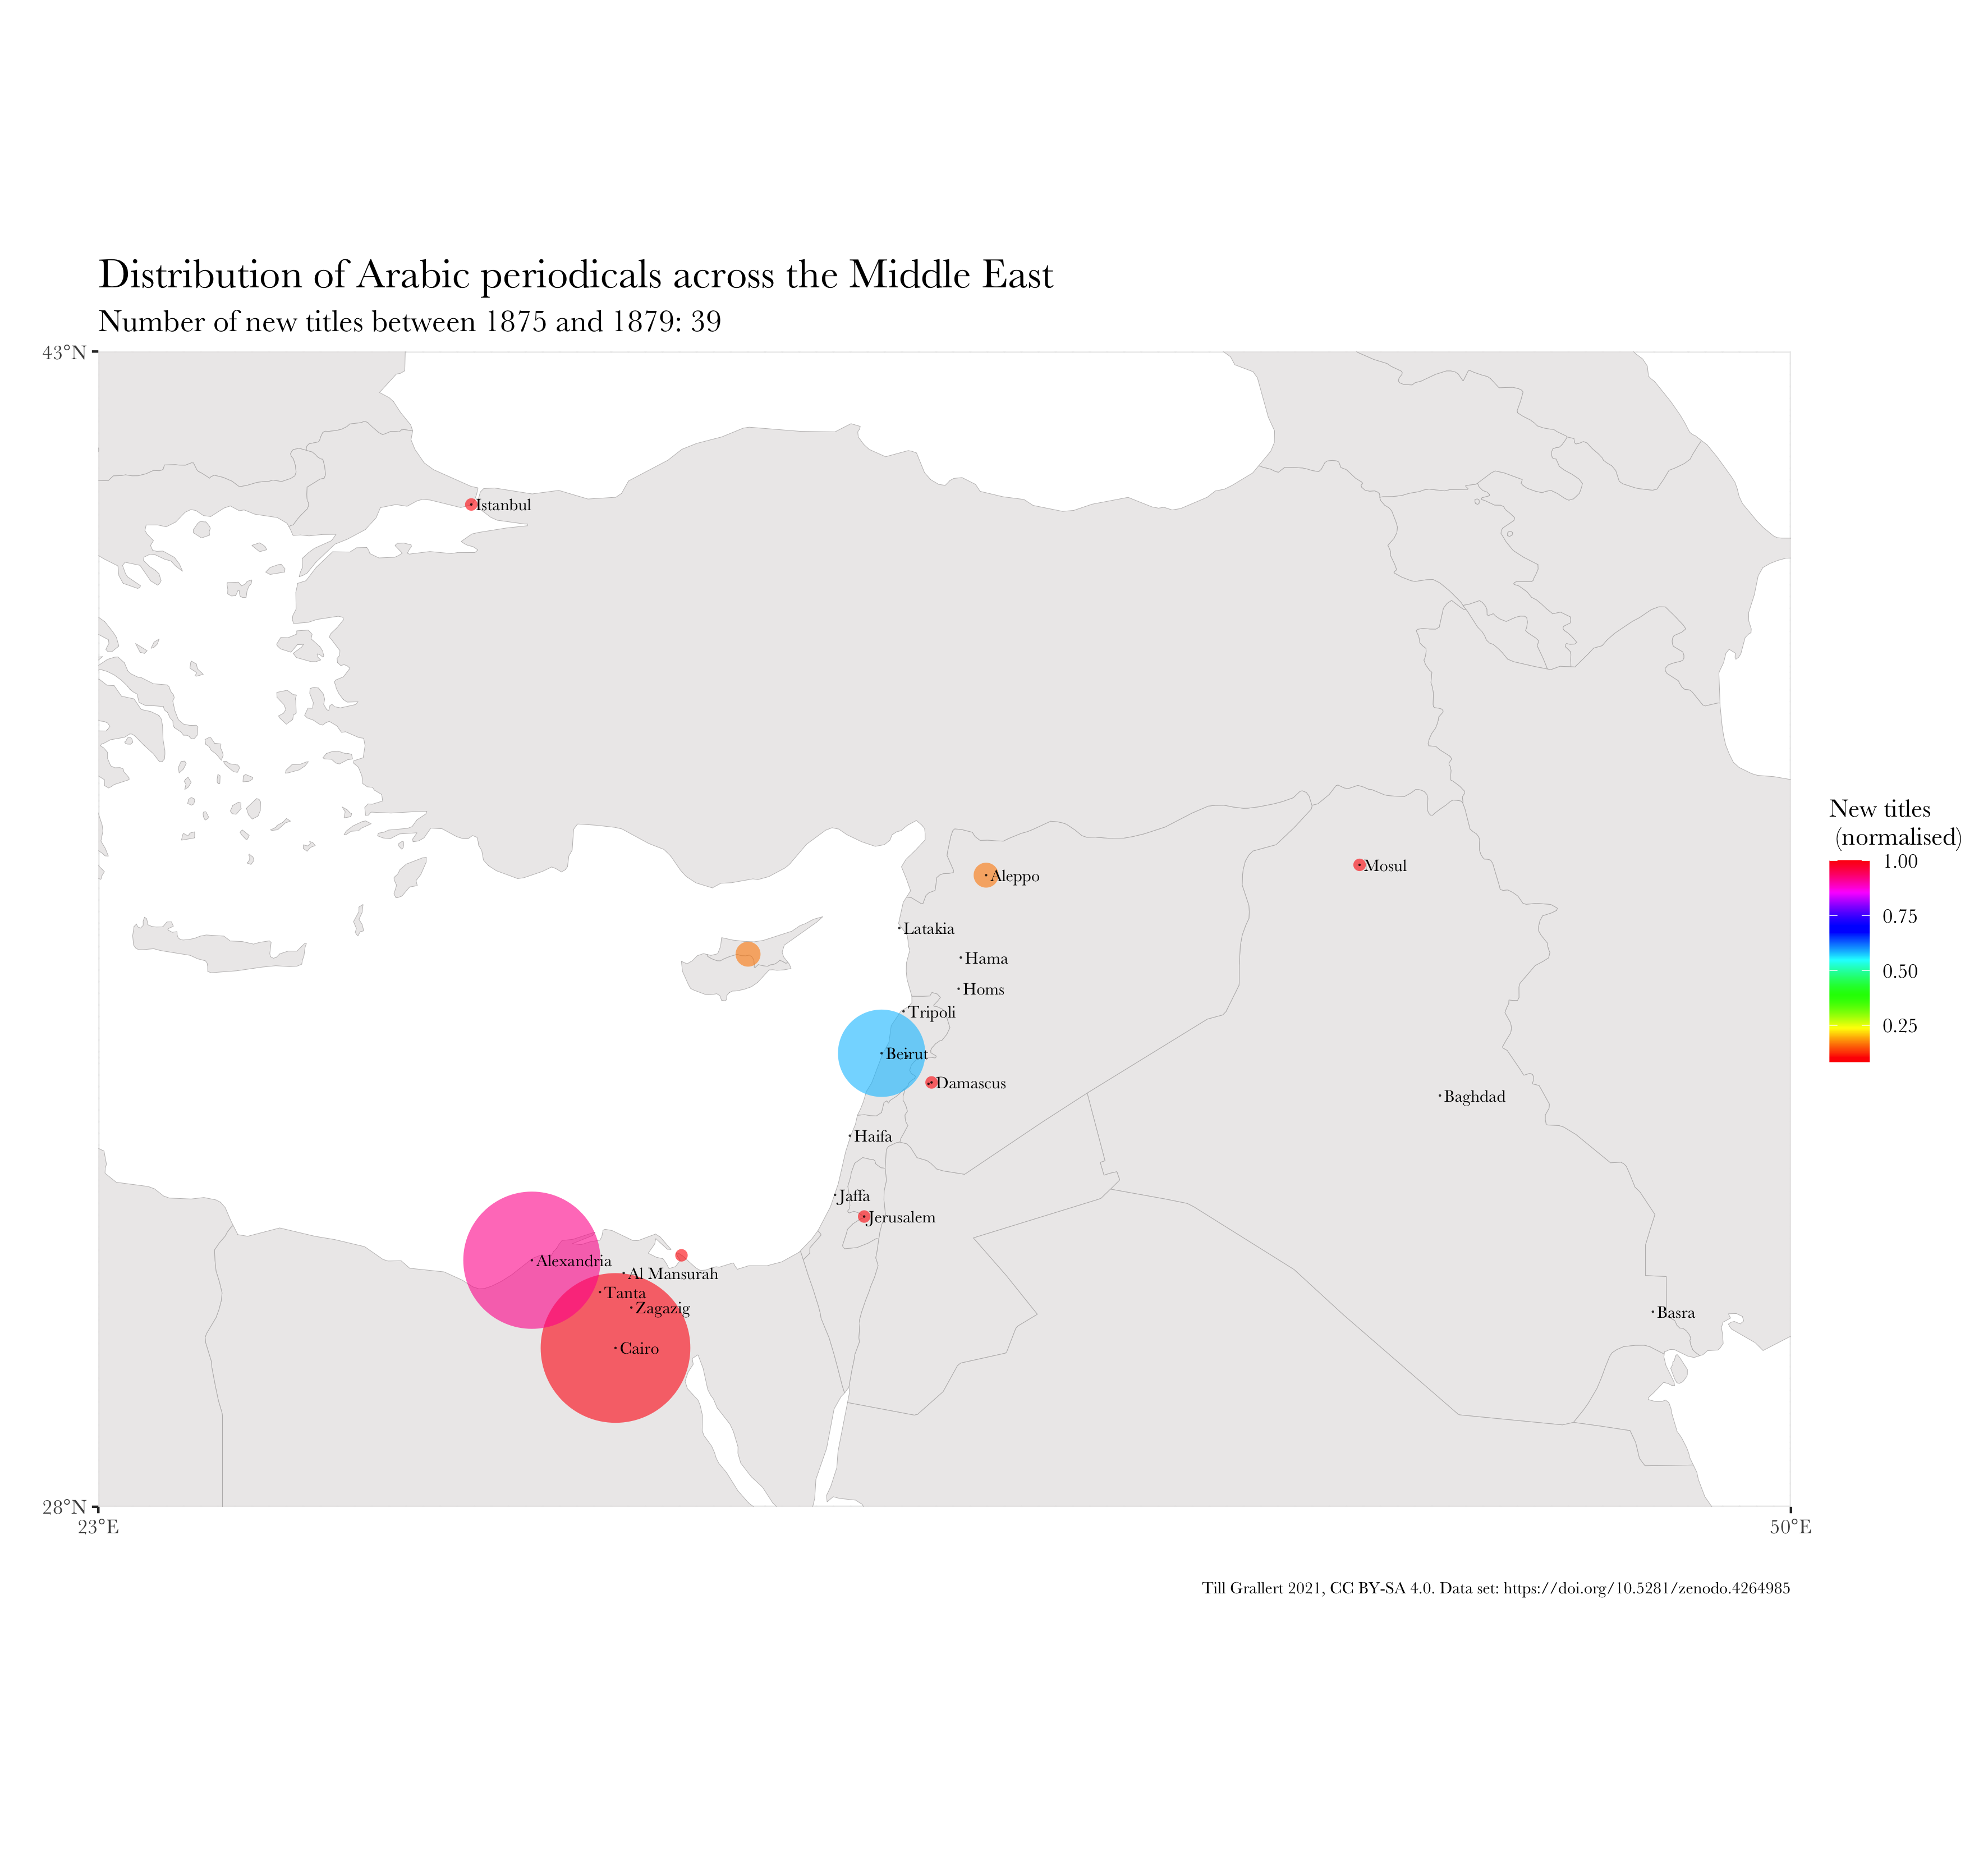 Distribution of Arabic periodicals across the Middle East
Number of new titles between 1875 and 1879: 39
43°N
Istanbul
New titles
(normalised)
1.00
0.75
0.50
0.25
Mosul
Aleppo
Latakia
Hama
Homs
Tripoli
Beirut
Damascus
Baghdad
Haifa
Jaffa
Jerusalem
Alexandria
Al Mansurah
Tanta
Zagazig
Basra
Cairo
28°N
23°E
50°E
Till Grallert 2021, CC BY-SA 4.0. Data set: https://doi.org/10.5281/zenodo.4264985